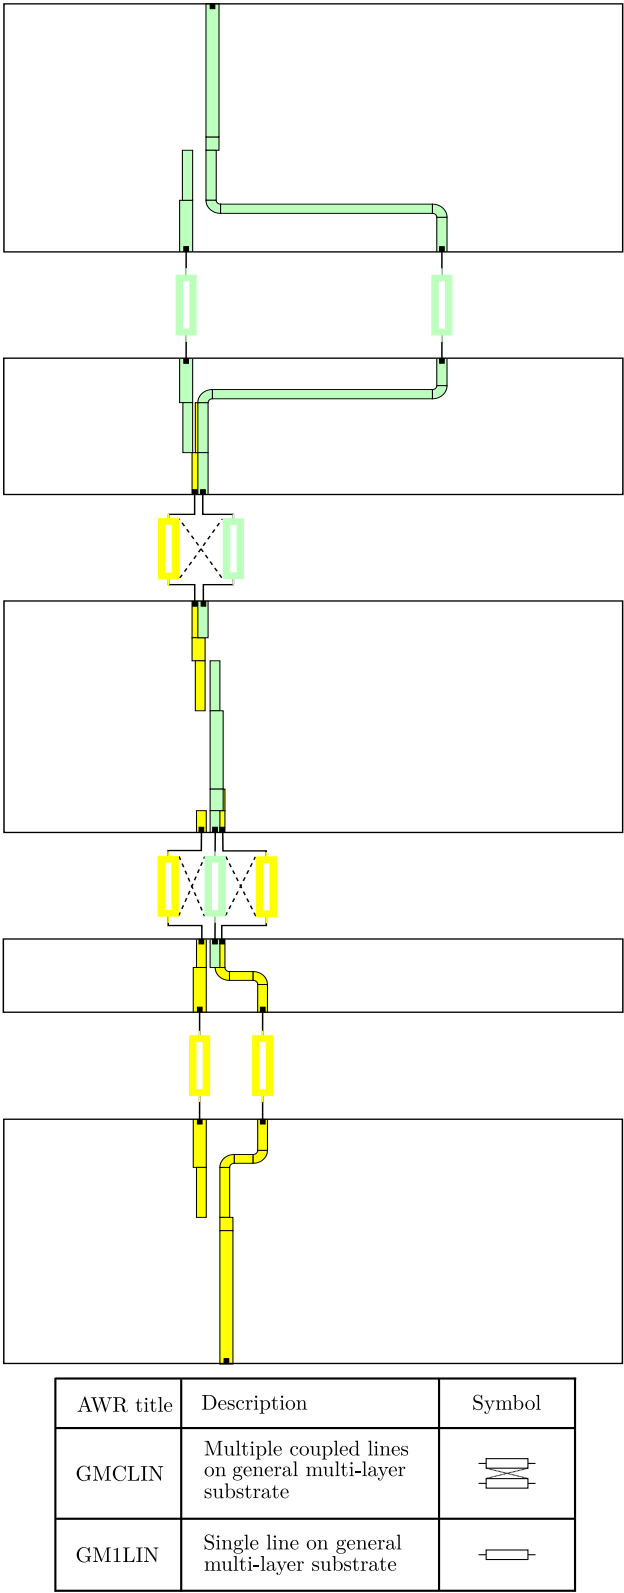 AWR title Description Symbol
GMCLIN Multiple coupled lines
on general multi-layer
substrate
GM1LIN Single line on general
multi-layer substrate